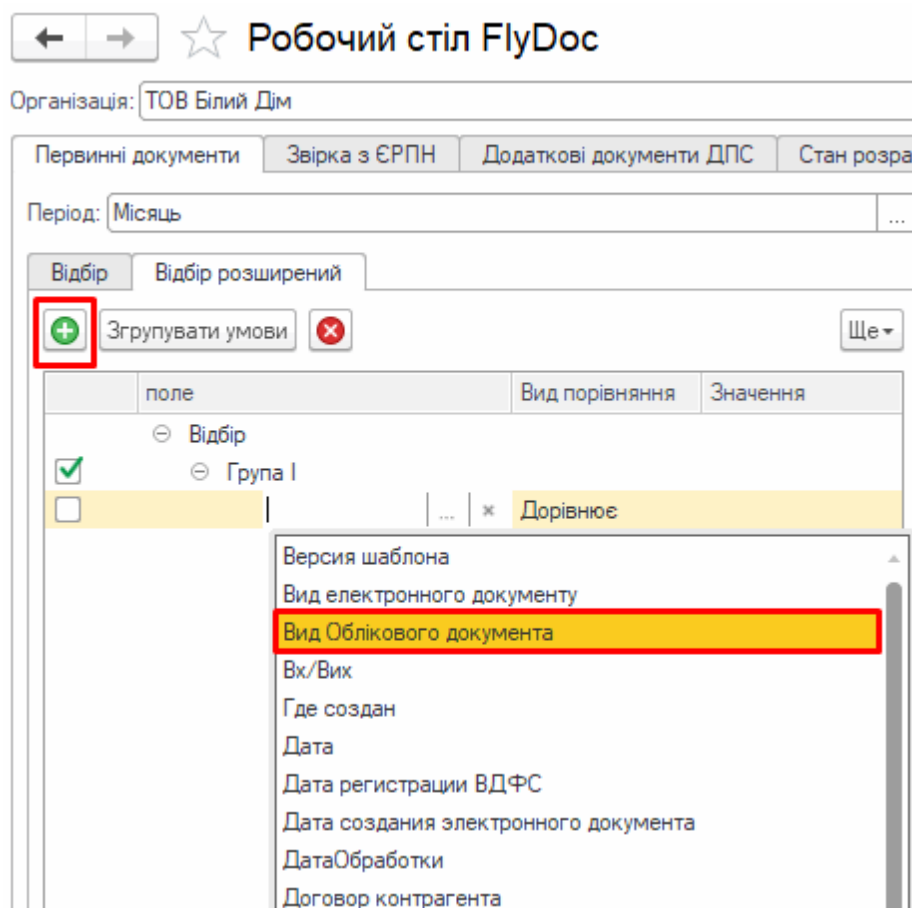 Робочий стіл FlyDoc
Організація: ТОВ Білий Дім
Первинні документи Звірка з ЄРПН Додаткові документи ДПС Стан розра
Період: Місяць ...
Відбір Відбір розширений
Згрупувати умови Ще
поле Вид порівняння Значення
Відбір
Група І
... × Дорівнює
Версия шаблона
Вид електронного документу
Вид Облікового документа
Вх/Вих
Где создан
Дата
Дата регистрации ВДФС
Дата создания электронного документа
ДатаОбработки
Договор контрагента